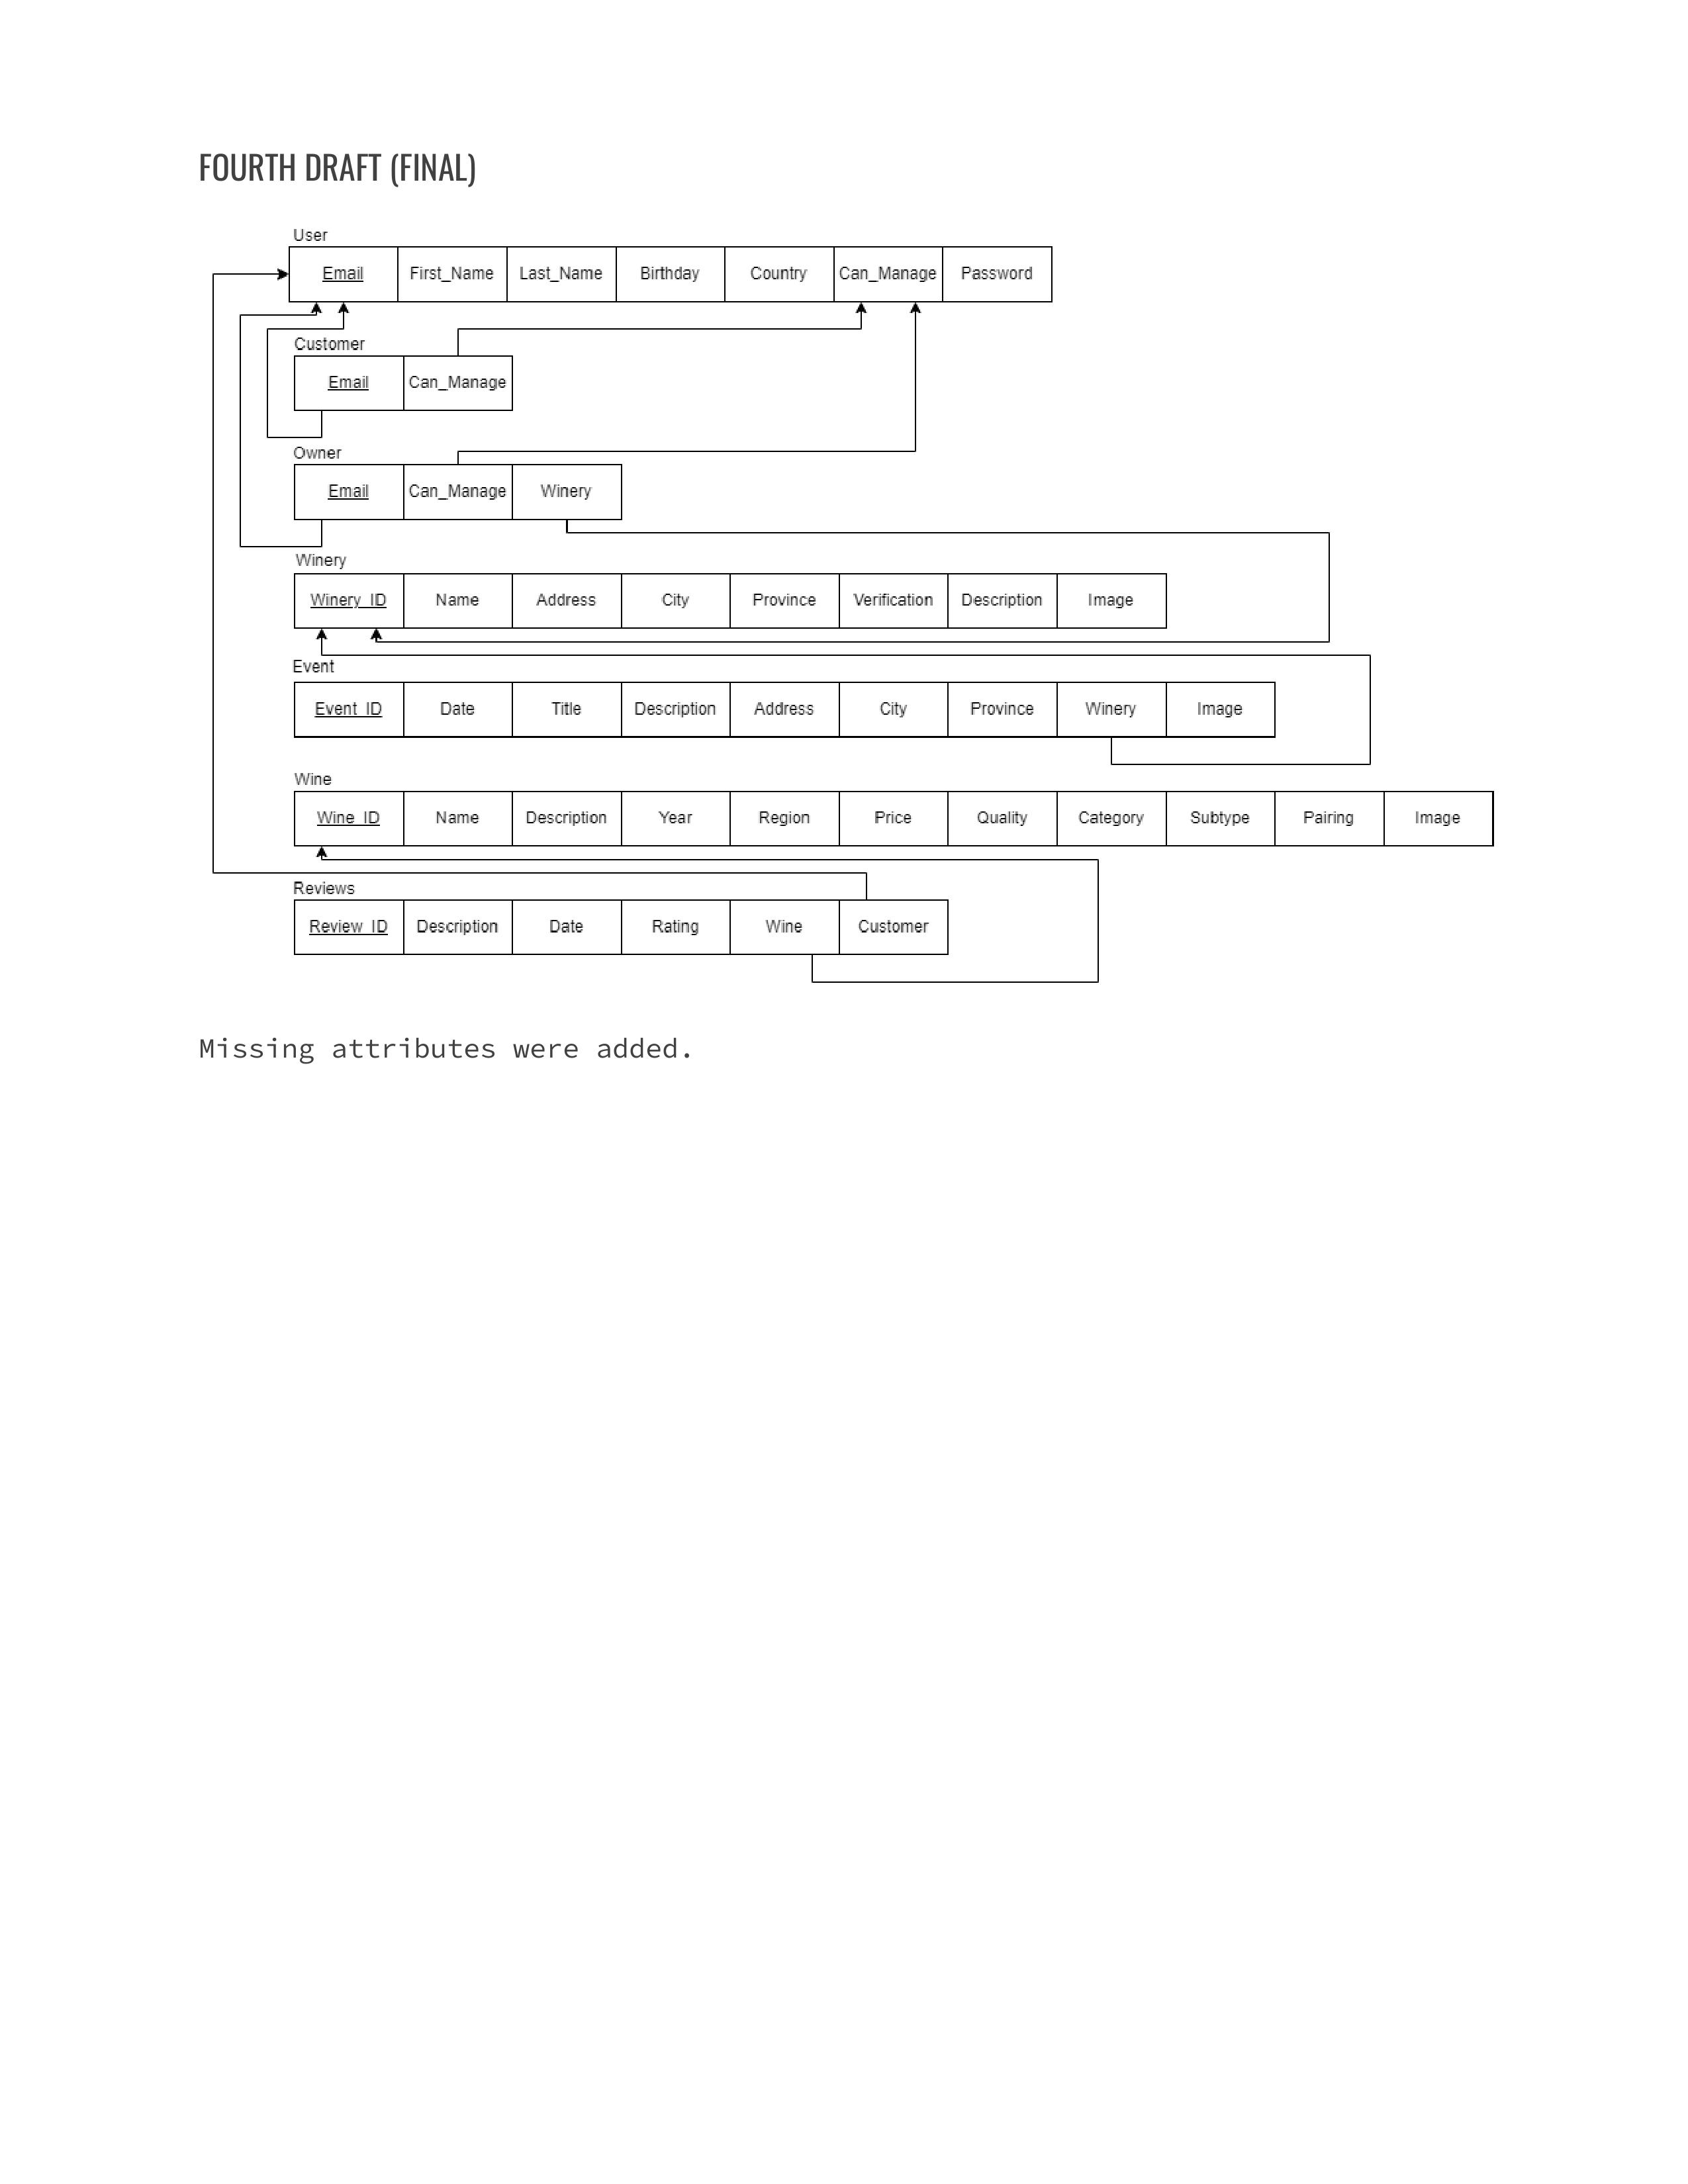 FOURTH DRAFT (FINAL)
User
Email First_Name Last_Name Birthday Country Can_Manage Password
Customer
Email Can_Manage
Owner
Email Can_Manage Winery
Winery
Winery_ID Name Address City Province Verification Description Image
Event
Event_ID Date Title Description Address City Province Winery Image
Wine
Wine_ID Name Description Year Region Price Quality Category Subtype Pairing Image
Reviews
Review_ID Description Date Rating Wine Customer
Missing attributes were added.